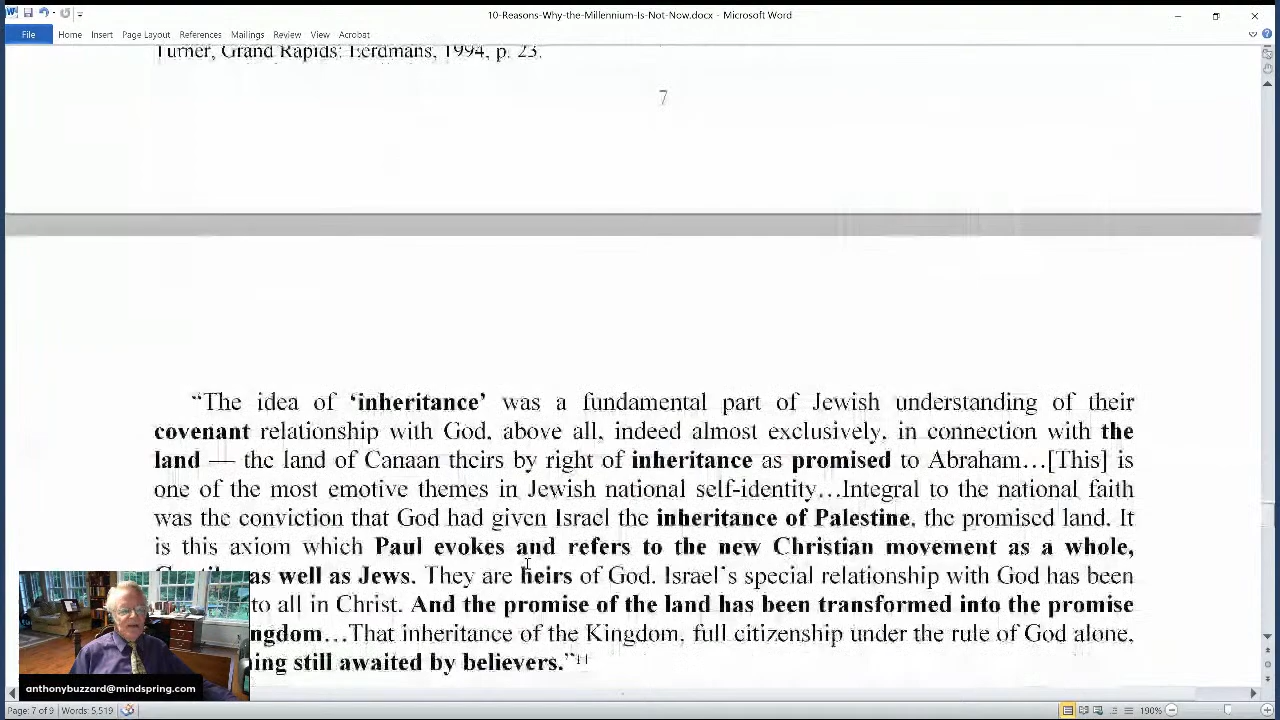 10-Reasons-Why-the-Millennium-Is-Not-Now.docx - Microsoft Word
File Home Insert Page Layout References Mailings Review View Acrobat
Turner, Grand Rapids: Eerdmans, 1994, p. 23.
7
“The idea of ‘inheritance’ was a fundamental part of Jewish understanding of their
covenant relationship with God, above all, indeed almost exclusively, in connection with the
land — the land of Canaan theirs by right of inheritance as promised to Abraham…[This] is
one of the most emotive themes in Jewish national self-identity…Integral to the national faith
was the conviction that God had given Israel the inheritance of Palestine, the promised land. It
is this axiom which Paul evokes and refers to the new Christian movement as a whole,
as well as Jews. They are heirs of God. Israel’s special relationship with God has been
to all in Christ. And the promise of the land has been transformed into the promise
ngdom…That inheritance of the Kingdom, full citizenship under the rule of God alone,
ing still awaited by believers.”11
anthonybuzzard@mindspring.com
Page: 7 of 9 Words: 5,519 190%